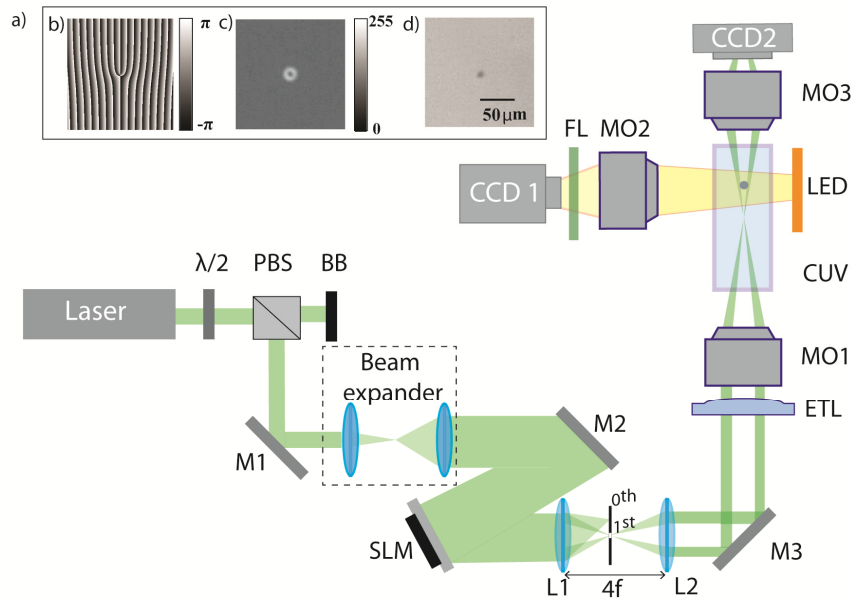 a)
b)
π
-π
c)
255
0
d)
50 μm
CCD2
MO3
FL
MO2
CCD 1
LED
CUV
λ/2
PBS
BB
Laser
MO1
Beam
expander
ETL
M1
M2
0th
1st
SLM
M3
L1
4f
L2